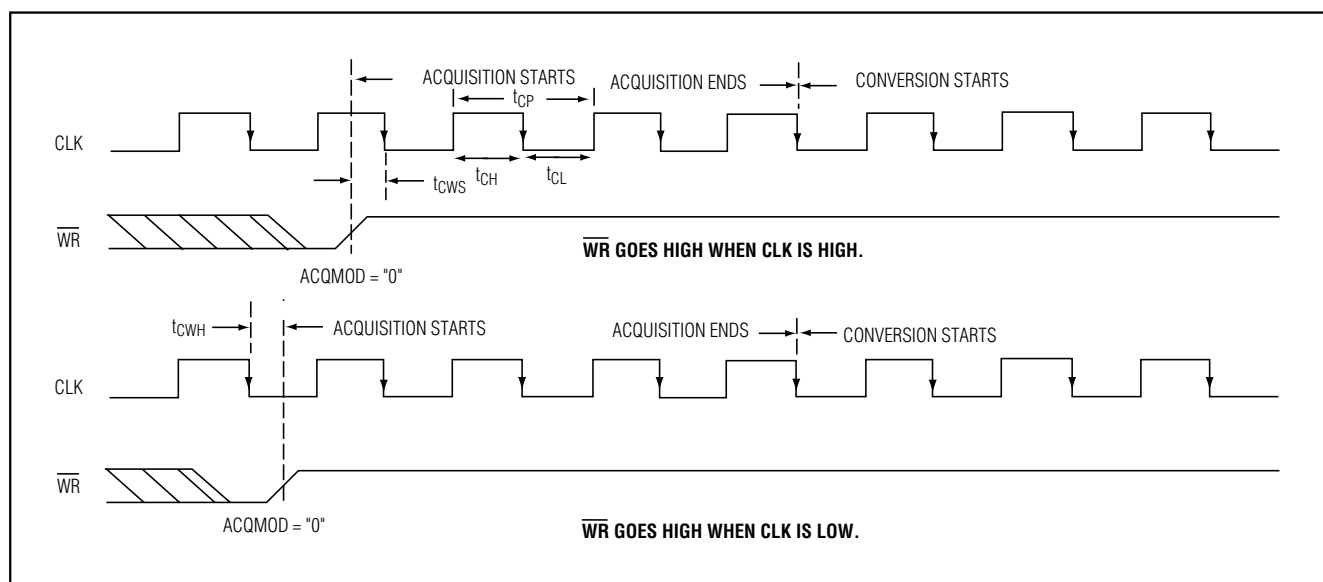 ACQUISITION STARTS
ACQUISITION ENDS
CONVERSION STARTS
tCP
CLK
tCWS
tCH
tCL
WR
WR GOES HIGH WHEN CLK IS HIGH.
ACQMOD = "0"
tCWH
ACQUISITION STARTS
ACQUISITION ENDS
CONVERSION STARTS
CLK
WR
ACQMOD = "0"
WR GOES HIGH WHEN CLK IS LOW.